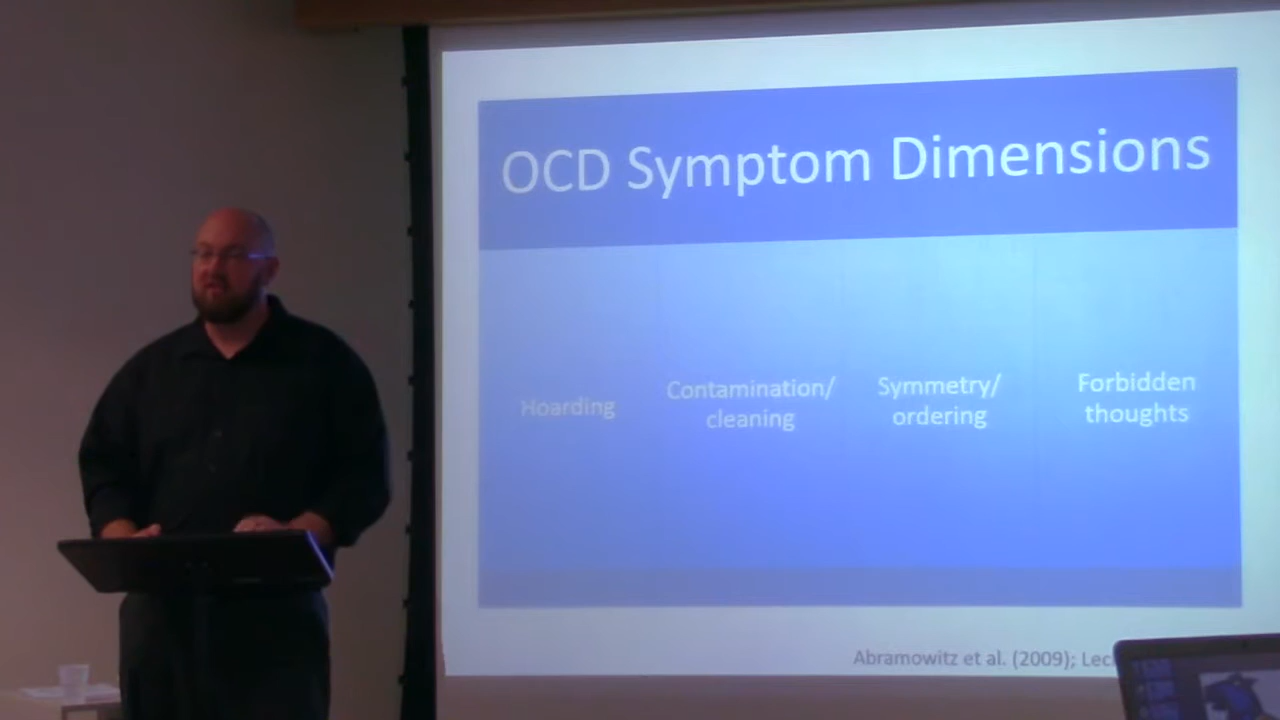 OCD Symptom Dimensions
Hoarding
Contamination/
cleaning
Symmetry/
ordering
Forbidden
thoughts
Abramowitz et al. (2009);